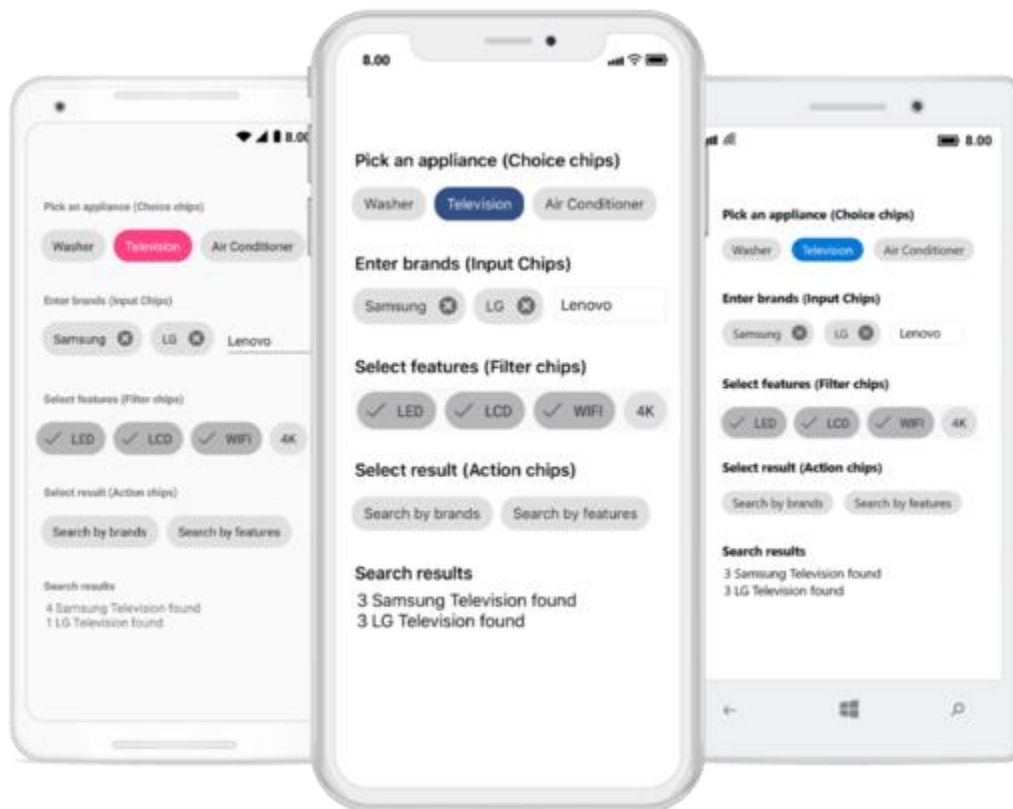 8.00
Pick an appliance (Choice chips)
Washer Television Air Conditioner
Enter brands (Input Chips)
Samsung LG Lenovo
Select features (Filter chips)
LED LCD WIFI 4K
Select result (Action chips)
Search by brands Search by features
Search results
4 Samsung Television found
1 LG Television found
8.00
Pick an appliance (Choice chips)
Washer Television Air Conditioner
Enter brands (Input Chips)
Samsung LG Lenovo
Select features (Filter chips)
LED LCD WIFI 4K
Select result (Action chips)
Search by brands Search by features
Search results
3 Samsung Television found
3 LG Television found
8.00
Pick an appliance (Choice chips)
Washer Television Air Conditioner
Enter brands (Input Chips)
Samsung LG Lenovo
Select features (Filter chips)
LED LCD WIFI 4K
Select result (Action chips)
Search by brands Search by features
Search results
3 Samsung Television found
3 LG Television found